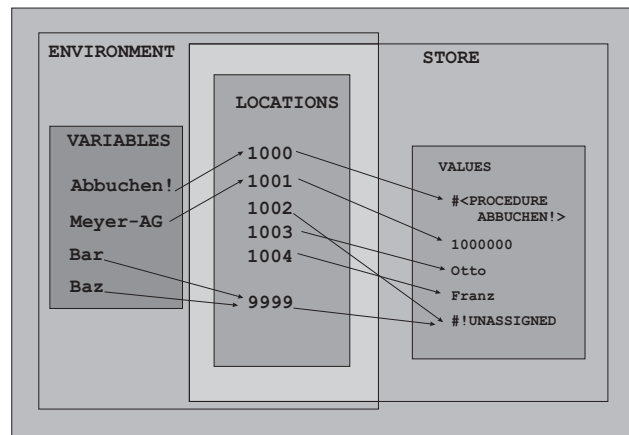 ENVIRONMENT
STORE
LOCATIONS
VARIABLES
Abbuchen!
Meyer-AG
Bar
Baz
1000
1001
1002
1003
1004
9999
VALUES
#<PROCEDURE
ABBUCHEN!>
1000000
Otto
Franz
#!UNASSIGNED